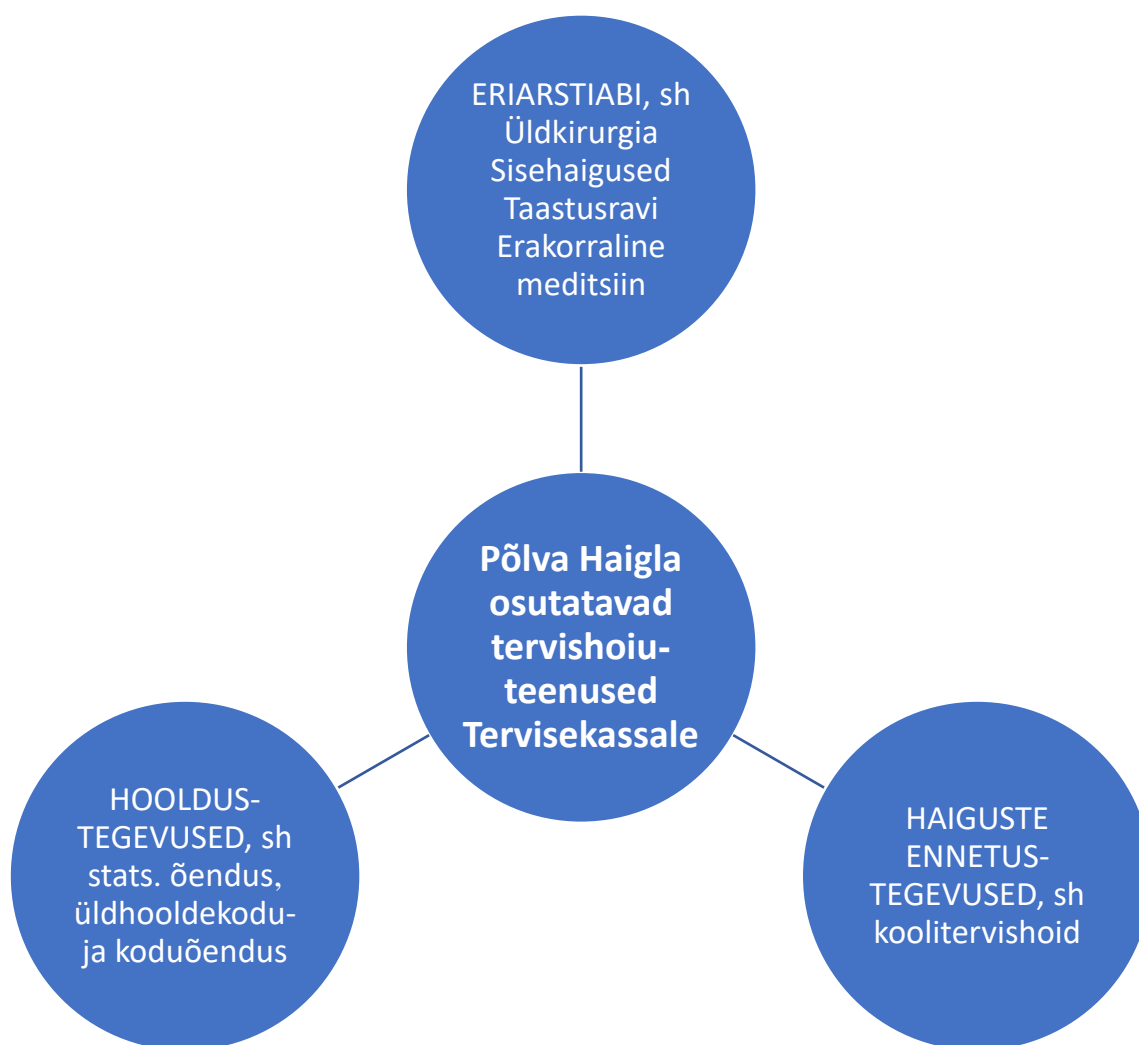 ERIARSTIABI, sh
Üldkirurgia
Sisehaigused
Taastusravi
Erakorraline
meditsiin
Põlva Haigla
osutatavad
tervishoiu-
teenused
Tervisekassale
HOOLDUS-
TEGEVUSED, sh
stats. õendus,
üldhooldekodu-
ja koduõendus
HAIGUSTE
ENNETUS-
TEGEVUSED, sh
koolitervishoid